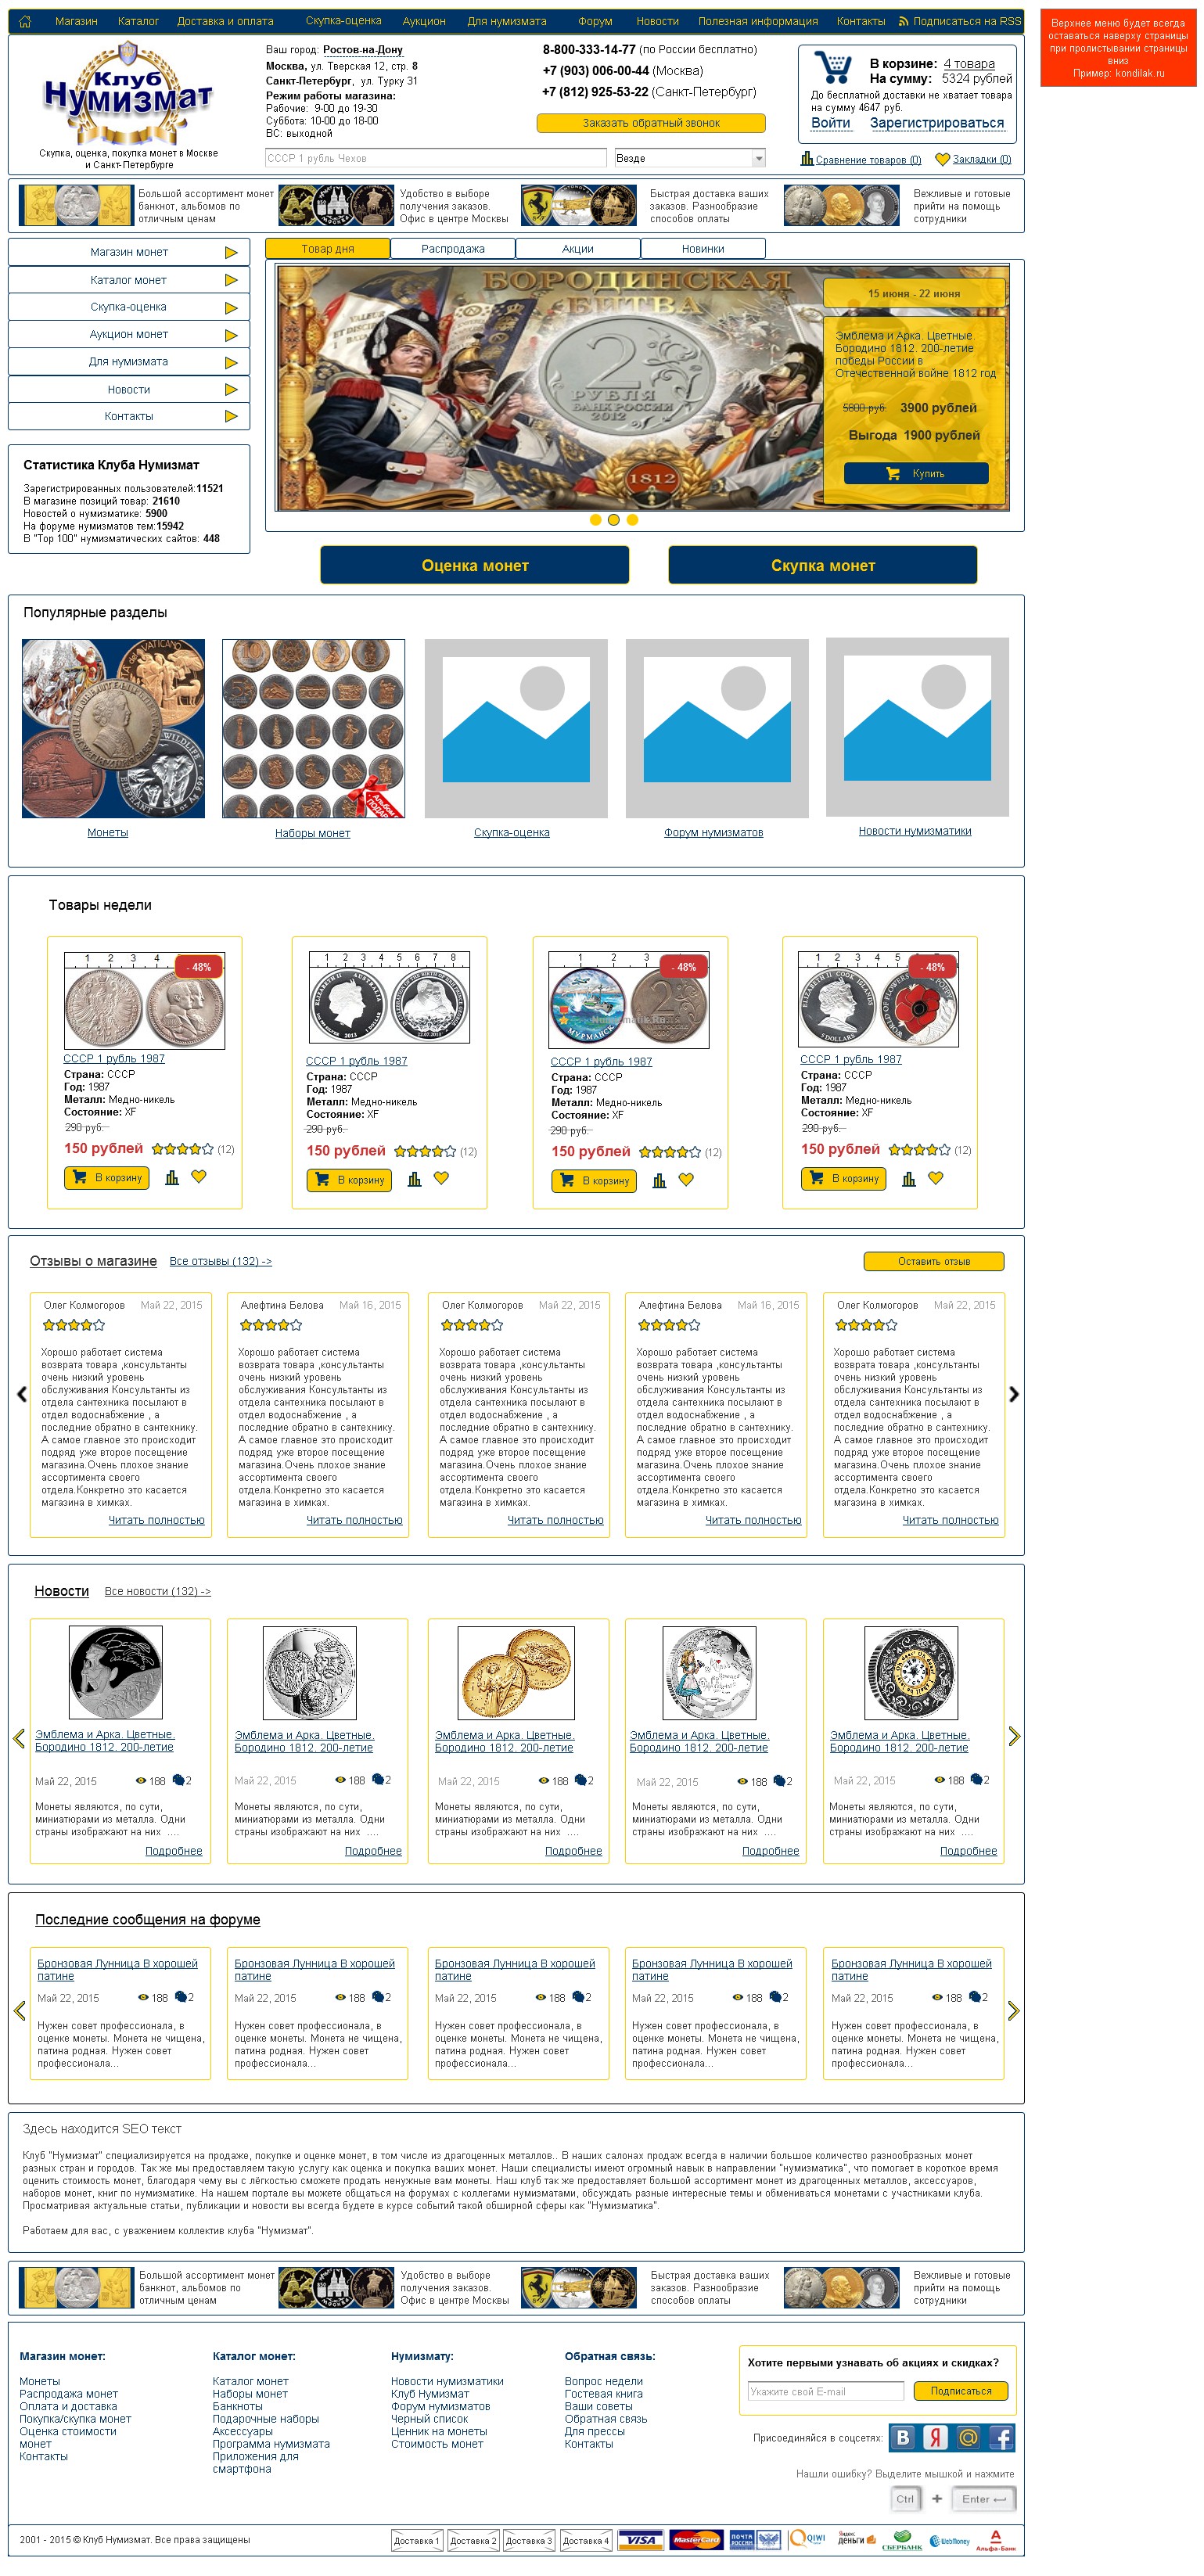 Магазин Каталог Доставка и оплата Скупка-оценка Аукцион Для нумизмата Форум Новости Полезная информация Контакты Подписаться на RSS
Верхнее меню будет всегда
оставаться наверху страницы
при пролистывании страницы
вниз
Пример: kondilak.ru
Клуб
Нумизмат
Скупка, оценка, покупка монет в Москве
и Санкт-Петербурге
Ваш город: Ростов-на-Дону
Москва, ул. Тверская 12, стр. 8
Санкт-Петербург, ул. Турку 31
Режим работы магазина:
Рабочие: 9-00 до 19-30
Суббота: 10-00 до 18-00
ВС: выходной
8-800-333-14-77 (по России бесплатно)
+7 (903) 006-00-44 (Москва)
+7 (812) 925-53-22 (Санкт-Петербург)
Заказать обратный звонок
СССР 1 рубль Чехов
Везде
В корзине: 4 товара
На сумму: 5324 рублей
До бесплатной доставки не хватает товара
на сумму 4647 руб.
Войти Зарегистрироваться
Сравнение товаров (0) Закладки (0)
Большой ассортимент монет
банкнот, альбомов по
отличным ценам
Удобство в выборе
получения заказов.
Офис в центре Москвы
Быстрая доставка ваших
заказов. Разнообразие
способов оплаты
Вежливые и готовые
прийти на помощь
сотрудники
Магазин монет
Каталог монет
Скупка-оценка
Аукцион монет
Для нумизмата
Новости
Контакты
Статистика Клуба Нумизмат
Зарегистрированных пользователей:11521
В магазине позиций товар: 21610
Новостей о нумизматике: 5900
На форуме нумизматов тем:15942
В "Top 100" нумизматических сайтов: 448
Товар дня Распродажа Акции Новинки
БОРОДИНСКАЯ
БИТВА
2
РУБЛЯ
БАНК РОССИИ
2012
1812
15 июня - 22 июня
Эмблема и Арка. Цветные.
Бородино 1812. 200-летие
победы России в
Отечественной войне 1812 год
5800 руб. 3900 рублей
Выгода 1900 рублей
Купить
Оценка монет
Скупка монет
Популярные разделы
Монеты
Наборы монет
Скупка-оценка
Форум нумизматов
Новости нумизматики
Товары недели
- 48%
СССР 1 рубль 1987
Страна: СССР
Год: 1987
Металл: Медно-никель
Состояние: XF
290 руб.
150 рублей (12)
В корзину
СССР 1 рубль 1987
Страна: СССР
Год: 1987
Металл: Медно-никель
Состояние: XF
290 руб.
150 рублей (12)
В корзину
- 48%
МУРМАНСК
СССР 1 рубль 1987
Страна: СССР
Год: 1987
Металл: Медно-никель
Состояние: XF
290 руб.
150 рублей (12)
В корзину
- 48%
СССР 1 рубль 1987
Страна: СССР
Год: 1987
Металл: Медно-никель
Состояние: XF
290 руб.
150 рублей (12)
В корзину
Отзывы о магазине Все отзывы (132) ->
Оставить отзыв
Олег Колмогоров Май 22, 2015
Хорошо работает система
возврата товара ,консультанты
очень низкий уровень
обслуживания Консультанты из
отдела сантехника посылают в
отдел водоснабжение , а
последние обратно в сантехнику.
А самое главное это происходит
подряд уже второе посещение
магазина.Очень плохое знание
ассортимента своего
отдела.Конкретно это касается
магазина в химках.
Читать полностью
Алефтина Белова Май 16, 2015
Хорошо работает система
возврата товара ,консультанты
очень низкий уровень
обслуживания Консультанты из
отдела сантехника посылают в
отдел водоснабжение , а
последние обратно в сантехнику.
А самое главное это происходит
подряд уже второе посещение
магазина.Очень плохое знание
ассортимента своего
отдела.Конкретно это касается
магазина в химках.
Читать полностью
Олег Колмогоров Май 22, 2015
Хорошо работает система
возврата товара ,консультанты
очень низкий уровень
обслуживания Консультанты из
отдела сантехника посылают в
отдел водоснабжение , а
последние обратно в сантехнику.
А самое главное это происходит
подряд уже второе посещение
магазина.Очень плохое знание
ассортимента своего
отдела.Конкретно это касается
магазина в химках.
Читать полностью
Алефтина Белова Май 16, 2015
Хорошо работает система
возврата товара ,консультанты
очень низкий уровень
обслуживания Консультанты из
отдела сантехника посылают в
отдел водоснабжение , а
последние обратно в сантехнику.
А самое главное это происходит
подряд уже второе посещение
магазина.Очень плохое знание
ассортимента своего
отдела.Конкретно это касается
магазина в химках.
Читать полностью
Олег Колмогоров Май 22, 2015
Хорошо работает система
возврата товара ,консультанты
очень низкий уровень
обслуживания Консультанты из
отдела сантехника посылают в
отдел водоснабжение , а
последние обратно в сантехнику.
А самое главное это происходит
подряд уже второе посещение
магазина.Очень плохое знание
ассортимента своего
отдела.Конкретно это касается
магазина в химках.
Читать полностью
Новости Все новости (132) ->
Эмблема и Арка. Цветные.
Бородино 1812. 200-летие
Май 22, 2015 188 2
Монеты являются, по сути,
миниатюрами из металла. Одни
страны изображают на них ....
Подробнее
Эмблема и Арка. Цветные.
Бородино 1812. 200-летие
Май 22, 2015 188 2
Монеты являются, по сути,
миниатюрами из металла. Одни
страны изображают на них ....
Подробнее
Эмблема и Арка. Цветные.
Бородино 1812. 200-летие
Май 22, 2015 188 2
Монеты являются, по сути,
миниатюрами из металла. Одни
страны изображают на них ....
Подробнее
Эмблема и Арка. Цветные.
Бородино 1812. 200-летие
Май 22, 2015 188 2
Монеты являются, по сути,
миниатюрами из металла. Одни
страны изображают на них ....
Подробнее
Эмблема и Арка. Цветные.
Бородино 1812. 200-летие
Май 22, 2015 188 2
Монеты являются, по сути,
миниатюрами из металла. Одни
страны изображают на них ....
Подробнее
Последние сообщения на форуме
Бронзовая Лунница В хорошей
патине
Май 22, 2015 188 2
Нужен совет профессионала, в
оценке монеты. Монета не чищена,
патина родная. Нужен совет
профессионала...
Бронзовая Лунница В хорошей
патине
Май 22, 2015 188 2
Нужен совет профессионала, в
оценке монеты. Монета не чищена,
патина родная. Нужен совет
профессионала...
Бронзовая Лунница В хорошей
патине
Май 22, 2015 188 2
Нужен совет профессионала, в
оценке монеты. Монета не чищена,
патина родная. Нужен совет
профессионала...
Бронзовая Лунница В хорошей
патине
Май 22, 2015 188 2
Нужен совет профессионала, в
оценке монеты. Монета не чищена,
патина родная. Нужен совет
профессионала...
Бронзовая Лунница В хорошей
патине
Май 22, 2015 188 2
Нужен совет профессионала, в
оценке монеты. Монета не чищена,
патина родная. Нужен совет
профессионала...
Здесь находится SEO текст
Клуб "Нумизмат" специализируется на продаже, покупке и оценке монет, в том числе из драгоценных металлов.. В наших салонах продаж всегда в наличии большое количество разнообразных монет
разных стран и городов. Так же мы предоставляем такую услугу как оценка и покупка ваших монет. Наши специалисты имеют огромный навык в направлении "нумизматика", что помогает в короткое время
оценить стоимость монет, благодаря чему вы с лёгкостью сможете продать ненужные вам монеты. Наш клуб так же предоставляет большой ассортимент монет из драгоценных металлов, аксессуаров,
наборов монет, книг по нумизматике. На нашем портале вы можете общаться на форумах с коллегами нумизматами, обсуждать разные интересные темы и обмениваться монетами с участниками клуба.
Просматривая актуальные статьи, публикации и новости вы всегда будете в курсе событий такой обширной сферы как "Нумизматика".
Работаем для вас, с уважением коллектив клуба "Нумизмат".
Большой ассортимент монет
банкнот, альбомов по
отличным ценам
Удобство в выборе
получения заказов.
Офис в центре Москвы
Быстрая доставка ваших
заказов. Разнообразие
способов оплаты
Вежливые и готовые
прийти на помощь
сотрудники
Магазин монет:
Монеты
Распродажа монет
Оплата и доставка
Покупка/скупка монет
Оценка стоимости
монет
Контакты
Каталог монет:
Каталог монет
Наборы монет
Банкноты
Подарочные наборы
Аксессуары
Программа нумизмата
Приложения для
смартфона
Нумизмату:
Новости нумизматики
Клуб Нумизмат
Форум нумизматов
Черный список
Ценник на монеты
Стоимость монет
Обратная связь:
Вопрос недели
Гостевая книга
Ваши советы
Обратная связь
Для прессы
Контакты
Хотите первыми узнавать об акциях и скидках?
Укажите свой E-mail Подписаться
Присоединяйся в соцсетях: В Я @ f
Нашли ошибку? Выделите мышкой и нажмите
Ctrl + Enter
2001 - 2015 © Клуб Нумизмат. Все права защищены
Доставка 1 Доставка 2 Доставка 3 Доставка 4 VISA MasterCard ПОЧТА РОССИИ QIWI Яндекс Деньги СБЕРБАНК WebMoney Альфа-Банк